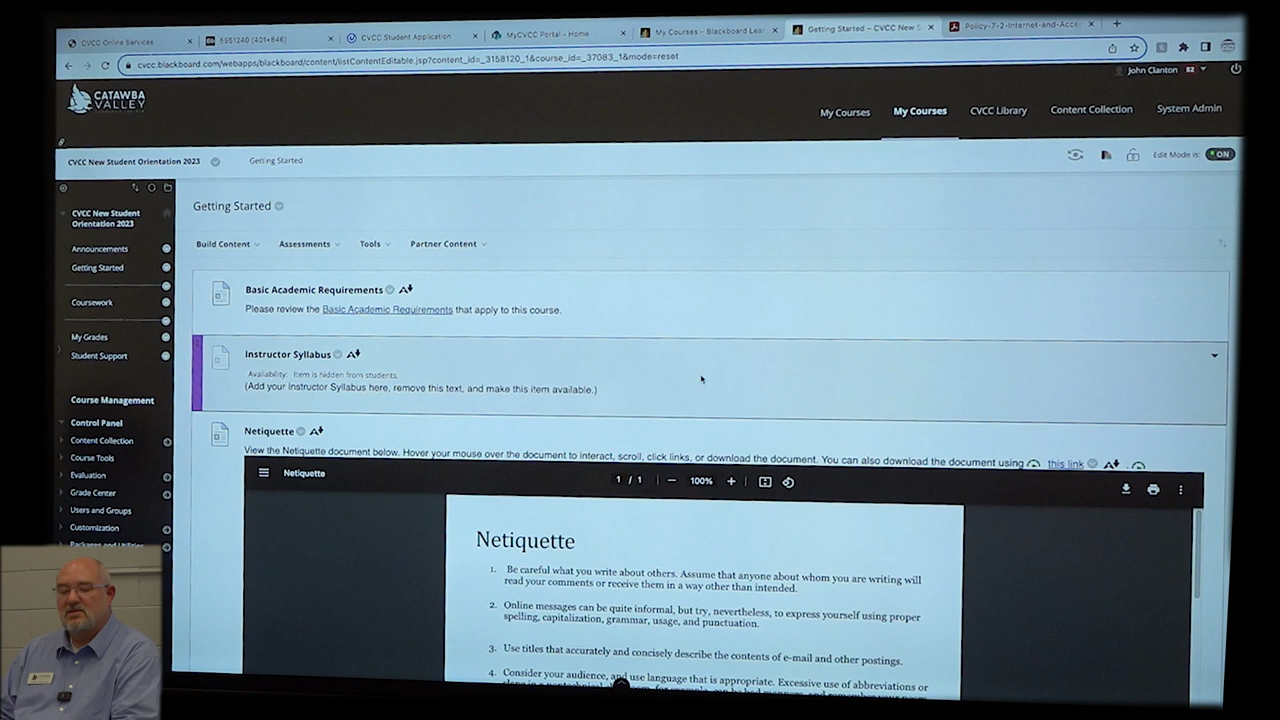 CVCC Online Services
5951240 (401×846)
CVCC Student Application
MyCVCC Portal - Home
My Courses – Blackboard Lear
Getting Started – CVCC New S
Policy-7-2-Internet-and-Acce
cvcc.blackboard.com/webapps/blackboard/content/listContentEditable.jsp?content_id=_3158120_1&course_id=_37083_1&mode=reset
John Clanton 52
CATAWBA
VALLEY
My Courses
My Courses
CVCC Library
Content Collection
System Admin
CVCC New Student Orientation 2023
Getting Started
Edit Mode is: ON
CVCC New Student
Orientation 2023
Announcements
Getting Started
Coursework
My Grades
Student Support
Course Management
Control Panel
Content Collection
Course Tools
Evaluation
Grade Center
Users and Groups
Customization
Packages and Utilities
Getting Started
Build Content
Assessments
Tools
Partner Content
Basic Academic Requirements
Please review the Basic Academic Requirements that apply to this course.
Instructor Syllabus
Availability: Item is hidden from students.
(Add your Instructor Syllabus here, remove this text, and make this item available.)
Netiquette
View the Netiquette document below. Hover your mouse over the document to interact, scroll, click links, or download the document. You can also download the document using this link .
Netiquette
1 / 1
100%
Netiquette
1. Be careful what you write about others. Assume that anyone about whom you are writing will
read your comments or receive them in a way other than intended.
2. Online messages can be quite informal, but try, nevertheless, to express yourself using proper
spelling, capitalization, grammar, usage, and punctuation.
3. Use titles that accurately and concisely describe the contents of e-mail and other postings.
4. Consider your audience, and use language that is appropriate. Excessive use of abbreviations or